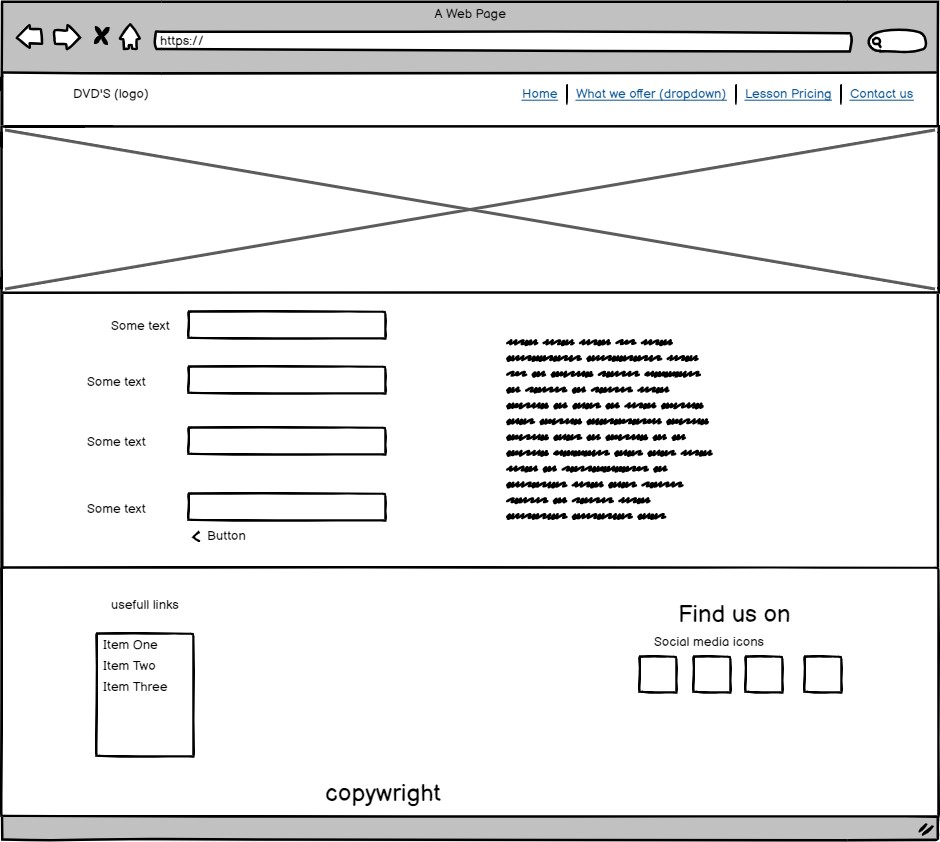 A Web Page
https://
DVD'S (logo) Home What we offer (dropdown) Lesson Pricing Contact us
Some text
Some text
Some text
Some text
Button
usefull links
Item One
Item Two
Item Three
Find us on
Social media icons
copywright